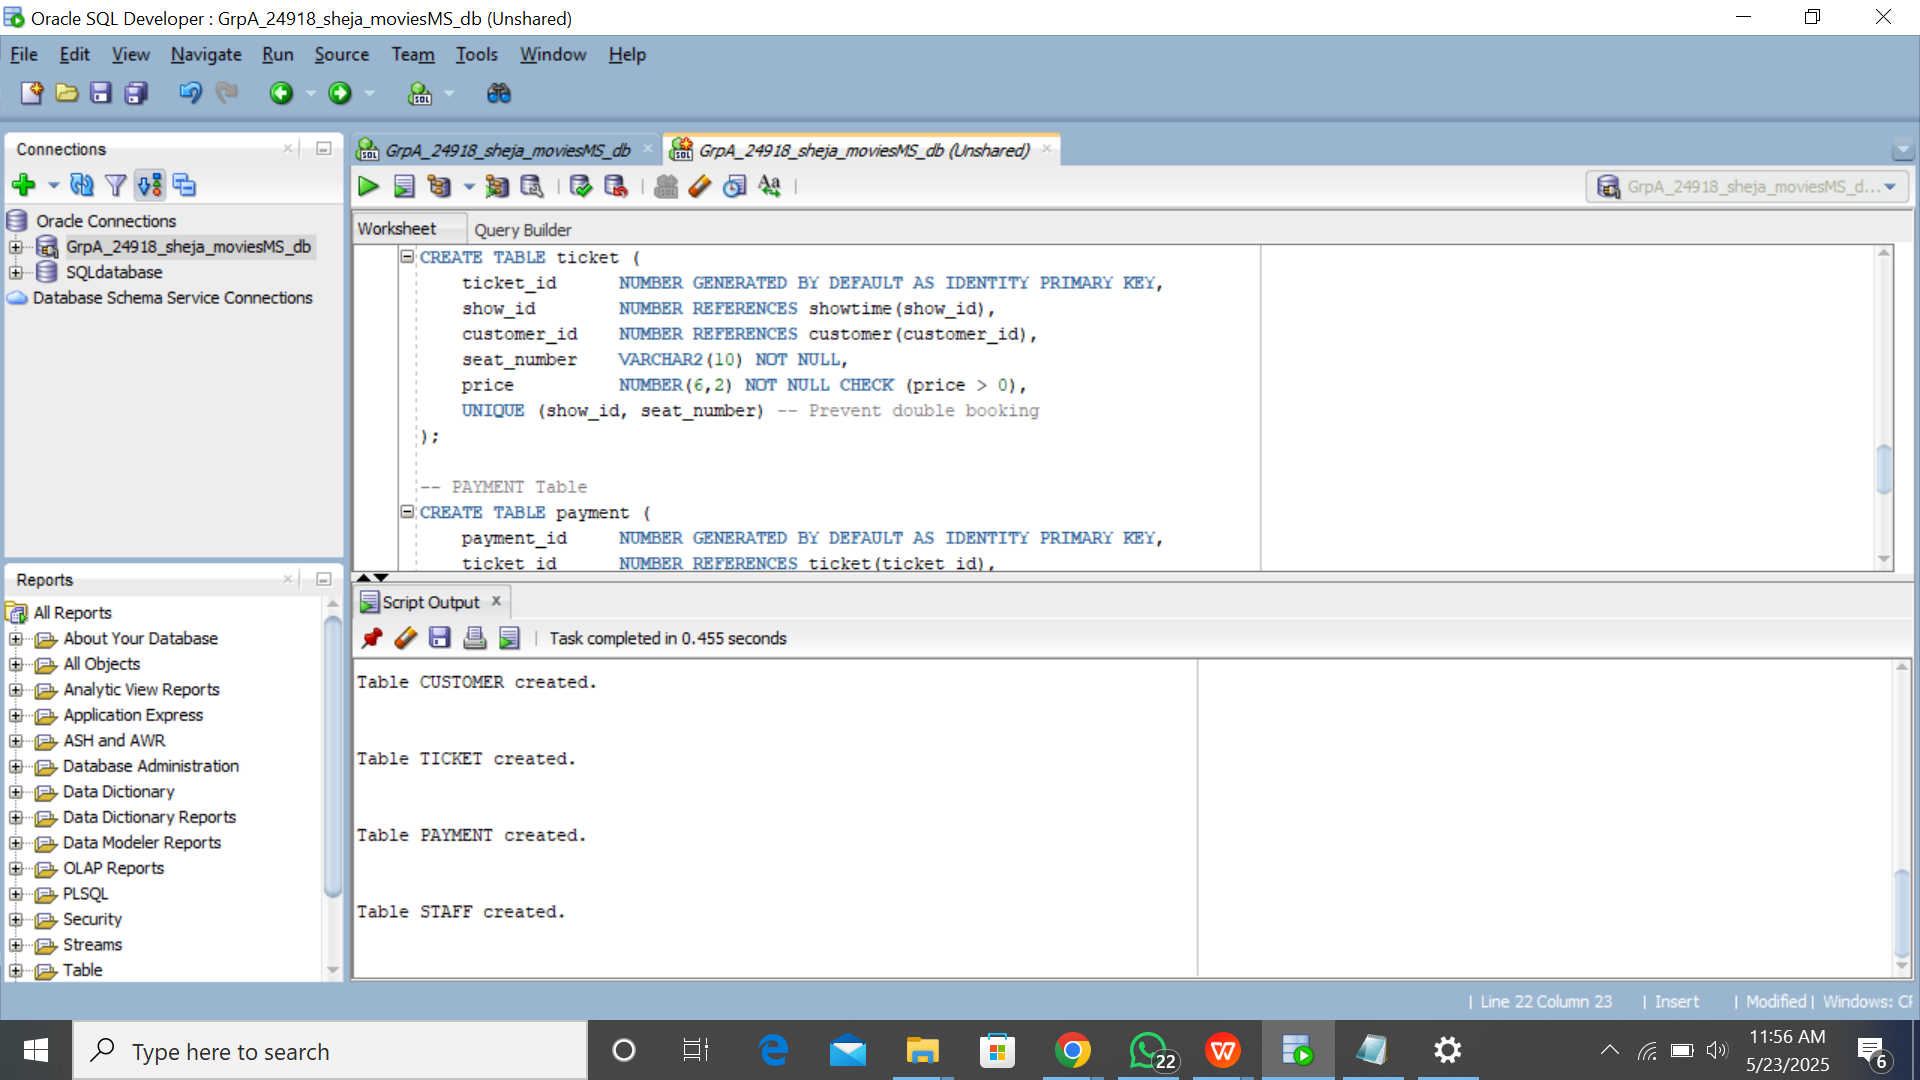 Oracle SQL Developer : GrpA_24918_sheja_moviesMS_db (Unshared)
File Edit View Navigate Run Source Team Tools Window Help
SQL
Connections
GrpA_24918_sheja_moviesMS_db
GrpA_24918_sheja_moviesMS_db (Unshared)
GrpA_24918_sheja_moviesMS_d...
Oracle Connections
GrpA_24918_sheja_moviesMS_db
SQLdatabase
Database Schema Service Connections
Worksheet Query Builder
CREATE TABLE ticket (
ticket_id NUMBER GENERATED BY DEFAULT AS IDENTITY PRIMARY KEY,
show_id NUMBER REFERENCES showtime(show_id),
customer_id NUMBER REFERENCES customer(customer_id),
seat_number VARCHAR2(10) NOT NULL,
price NUMBER(6,2) NOT NULL CHECK (price > 0),
UNIQUE (show_id, seat_number) -- Prevent double booking
);
-- PAYMENT Table
CREATE TABLE payment (
payment_id NUMBER GENERATED BY DEFAULT AS IDENTITY PRIMARY KEY,
ticket_id NUMBER REFERENCES ticket(ticket_id),
Reports
All Reports
About Your Database
All Objects
Analytic View Reports
Application Express
ASH and AWR
Database Administration
Data Dictionary
Data Dictionary Reports
Data Modeler Reports
OLAP Reports
PLSQL
Security
Streams
Table
Script Output
Task completed in 0.455 seconds
Table CUSTOMER created.
Table TICKET created.
Table PAYMENT created.
Table STAFF created.
| Line 22 Column 23 | Insert | Modified | Windows: CF
Type here to search
22
11:56 AM
5/23/2025
6